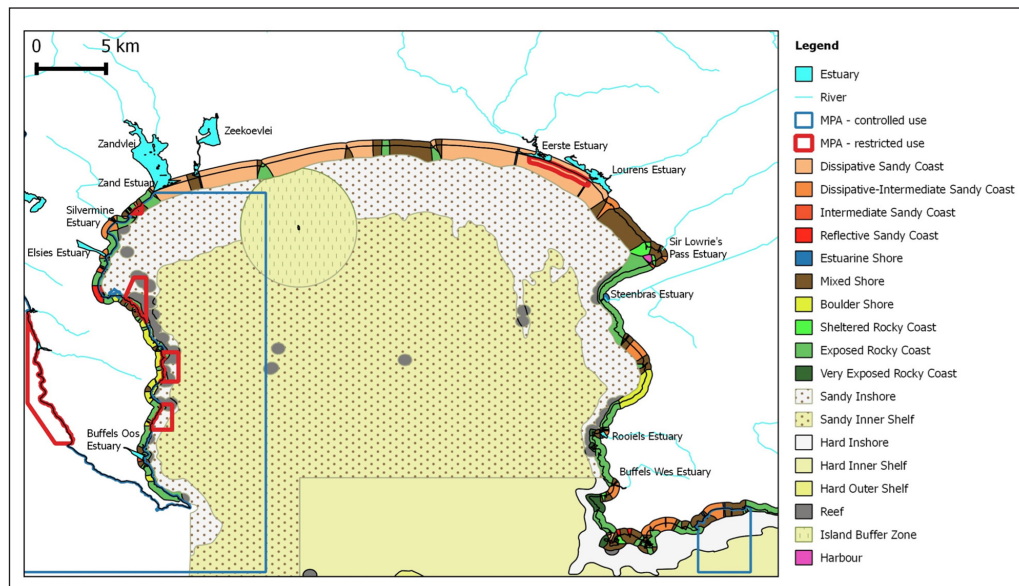 0 5 km
Zeekoevlei
Zandvlei
Eerste Estuary
Lourens Estuary
Zand Estuary
Silvermine
Estuary
Elsies Estuary
Sir Lowrie's
Pass Estuary
Steenbras Estuary
Buffels Oos
Estuary
Rooiels Estuary
Buffels Wes Estuary
Legend
Estuary
River
MPA - controlled use
MPA - restricted use
Dissipative Sandy Coast
Dissipative-Intermediate Sandy Coast
Intermediate Sandy Coast
Reflective Sandy Coast
Estuarine Shore
Mixed Shore
Boulder Shore
Sheltered Rocky Coast
Exposed Rocky Coast
Very Exposed Rocky Coast
Sandy Inshore
Sandy Inner Shelf
Hard Inshore
Hard Inner Shelf
Hard Outer Shelf
Reef
Island Buffer Zone
Harbour